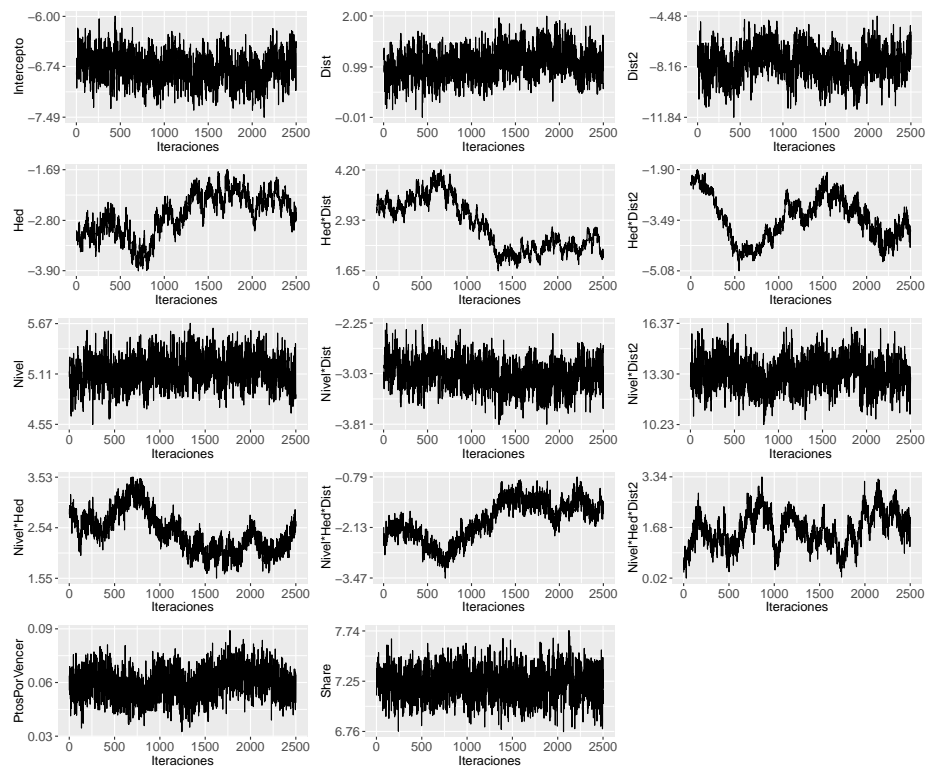 Intercepto
−6.00
−6.74
−7.49
0 500 1000 1500 2000 2500
Iteraciones
Dist
2.00
0.99
−0.01
0 500 1000 1500 2000 2500
Iteraciones
Dist2
−4.48
−8.16
−11.84
0 500 1000 1500 2000 2500
Iteraciones
Hed
−1.69
−2.80
−3.90
0 500 1000 1500 2000 2500
Iteraciones
Hed*Dist
4.20
2.93
1.65
0 500 1000 1500 2000 2500
Iteraciones
Hed*Dist2
−1.90
−3.49
−5.08
0 500 1000 1500 2000 2500
Iteraciones
Nivel
5.67
5.11
4.55
0 500 1000 1500 2000 2500
Iteraciones
Nivel*Dist
−2.25
−3.03
−3.81
0 500 1000 1500 2000 2500
Iteraciones
Nivel*Dist2
16.37
13.30
10.23
0 500 1000 1500 2000 2500
Iteraciones
Nivel*Hed
3.53
2.54
1.55
0 500 1000 1500 2000 2500
Iteraciones
Nivel*Hed*Dist
−0.79
−2.13
−3.47
0 500 1000 1500 2000 2500
Iteraciones
Nivel*Hed*Dist2
3.34
1.68
0.02
0 500 1000 1500 2000 2500
Iteraciones
PtosPorVencer
0.09
0.06
0.03
0 500 1000 1500 2000 2500
Iteraciones
Share
7.74
7.25
6.76
0 500 1000 1500 2000 2500
Iteraciones